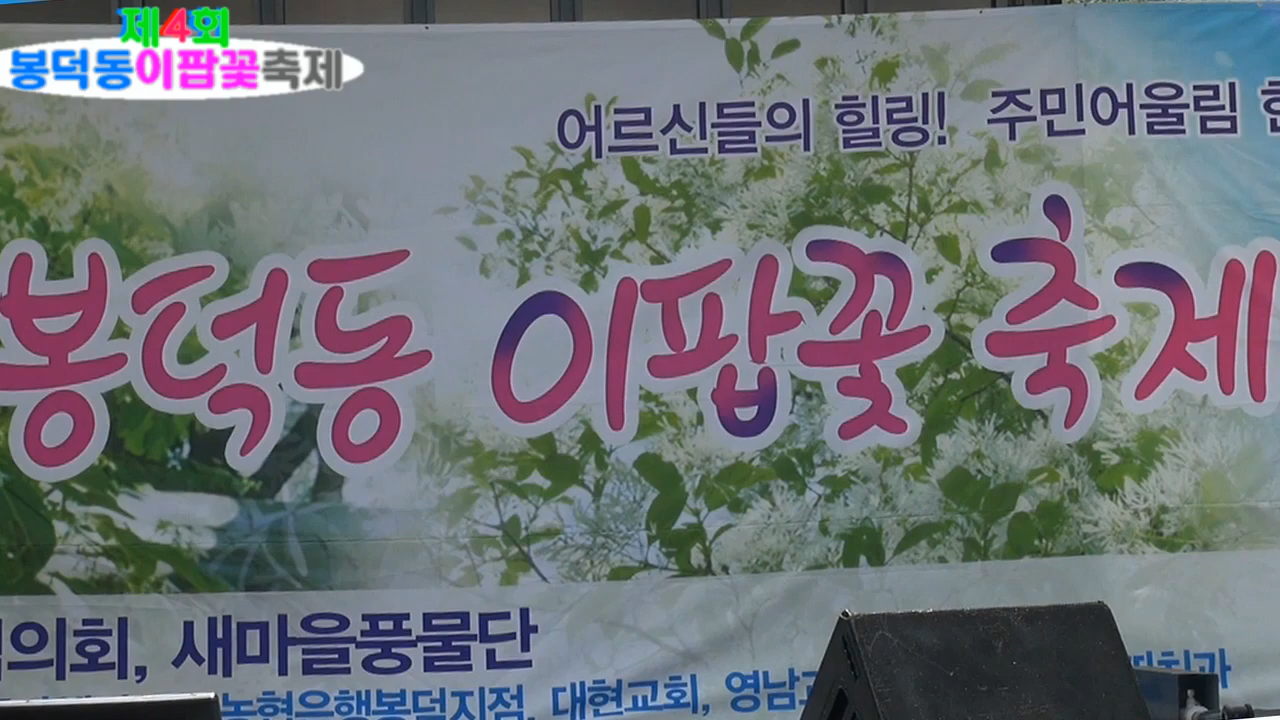 제4회
봉덕동이팝꽃축제
어르신들의 힐링! 주민어울림
봉덕동 이팝꽃 축제
의회, 새마을풍물단
농협은행봉덕지점, 대현교회, 영남